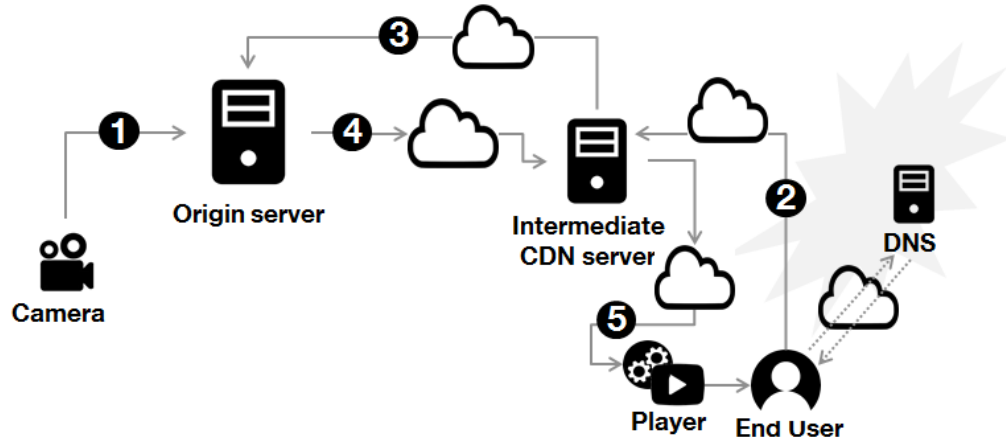 3
1
4
Origin server
2
Intermediate
CDN server
DNS
Camera
5
Player
End User